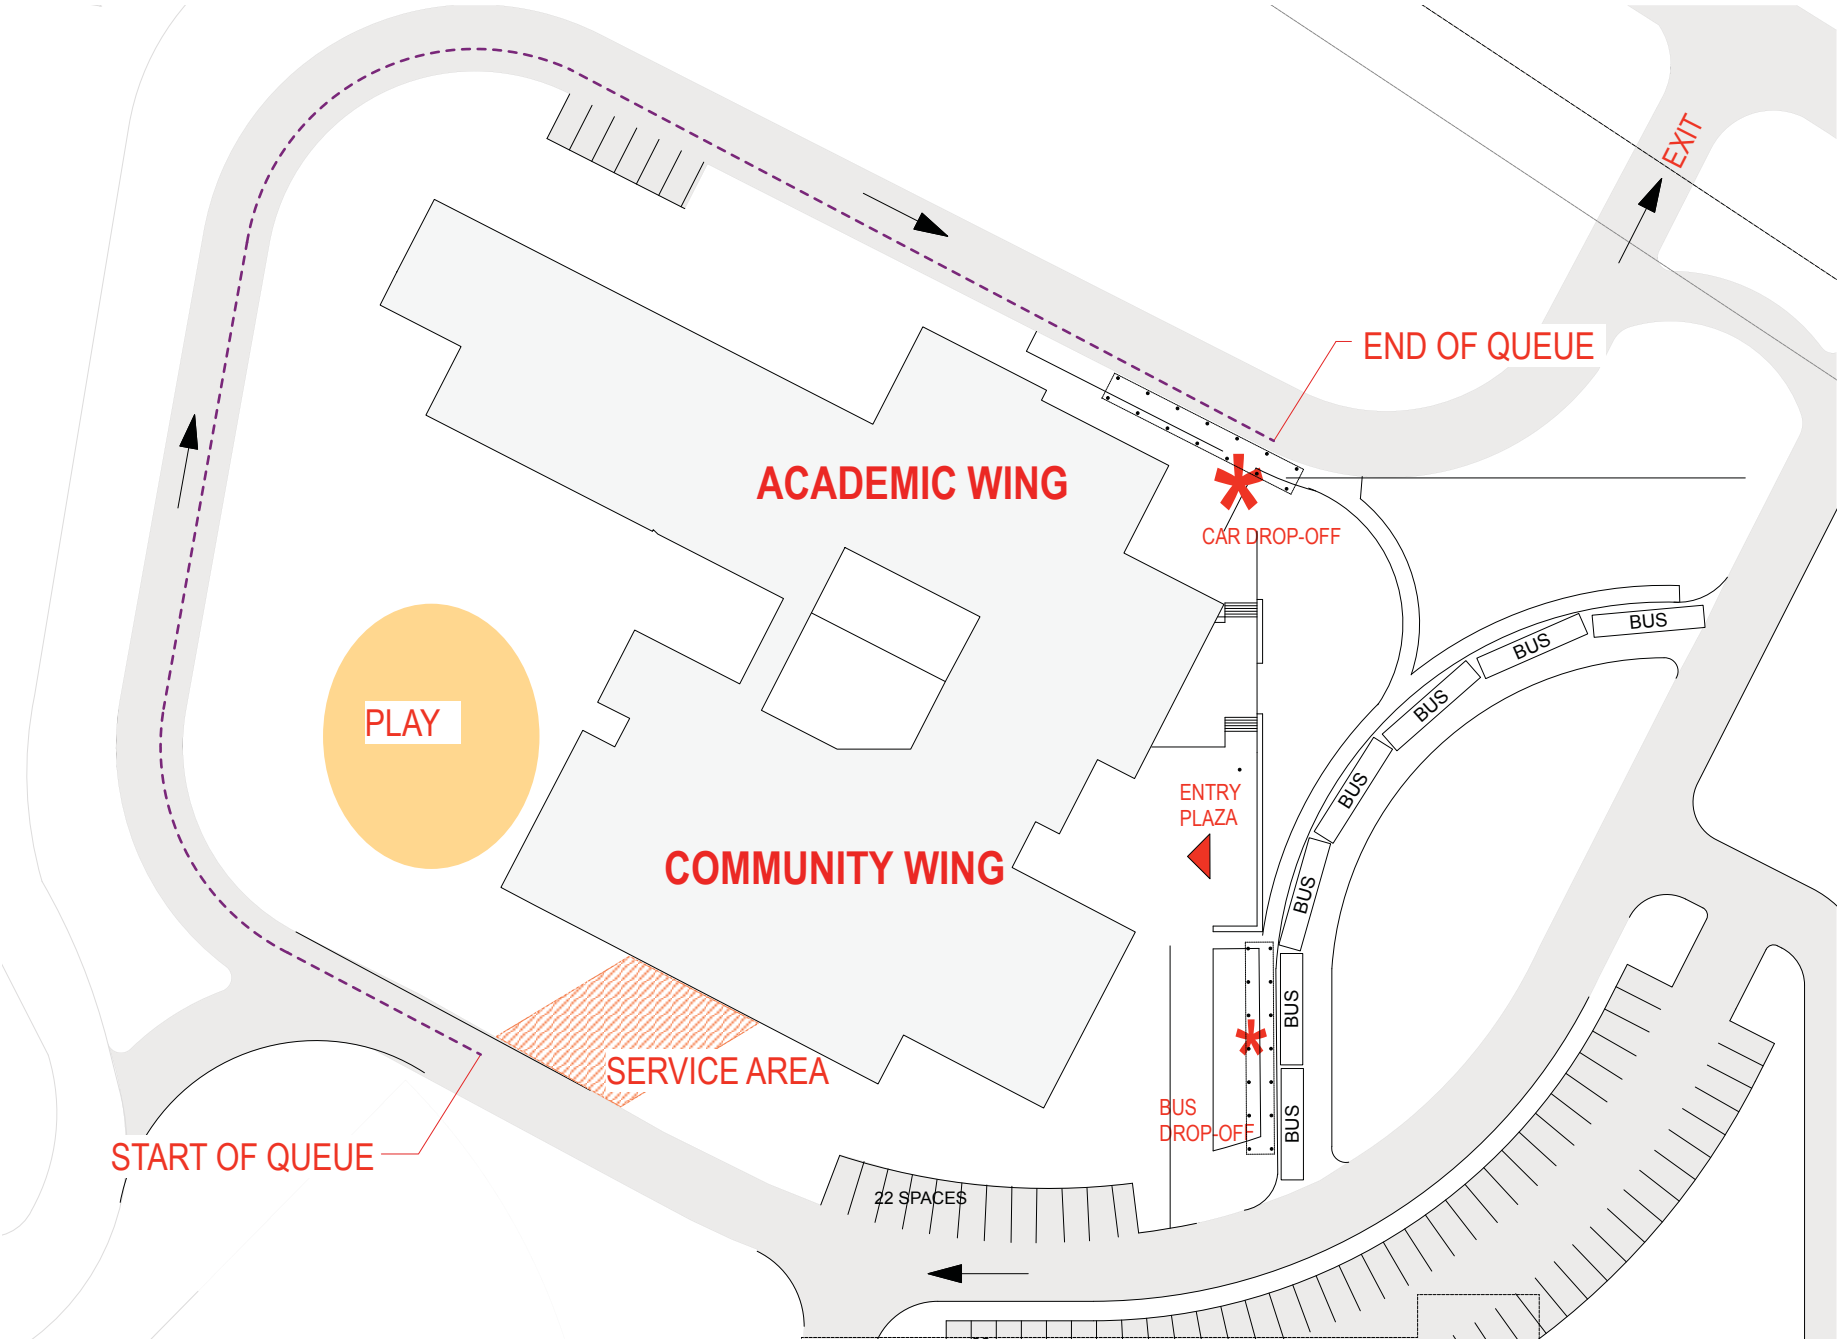 EXIT
END OF QUEUE
ACADEMIC WING
CAR DROP-OFF
BUS
BUS
BUS
BUS
BUS
BUS
BUS
PLAY
ENTRY
PLAZA
COMMUNITY WING
SERVICE AREA
BUS
DROP-OFF
START OF QUEUE
22 SPACES